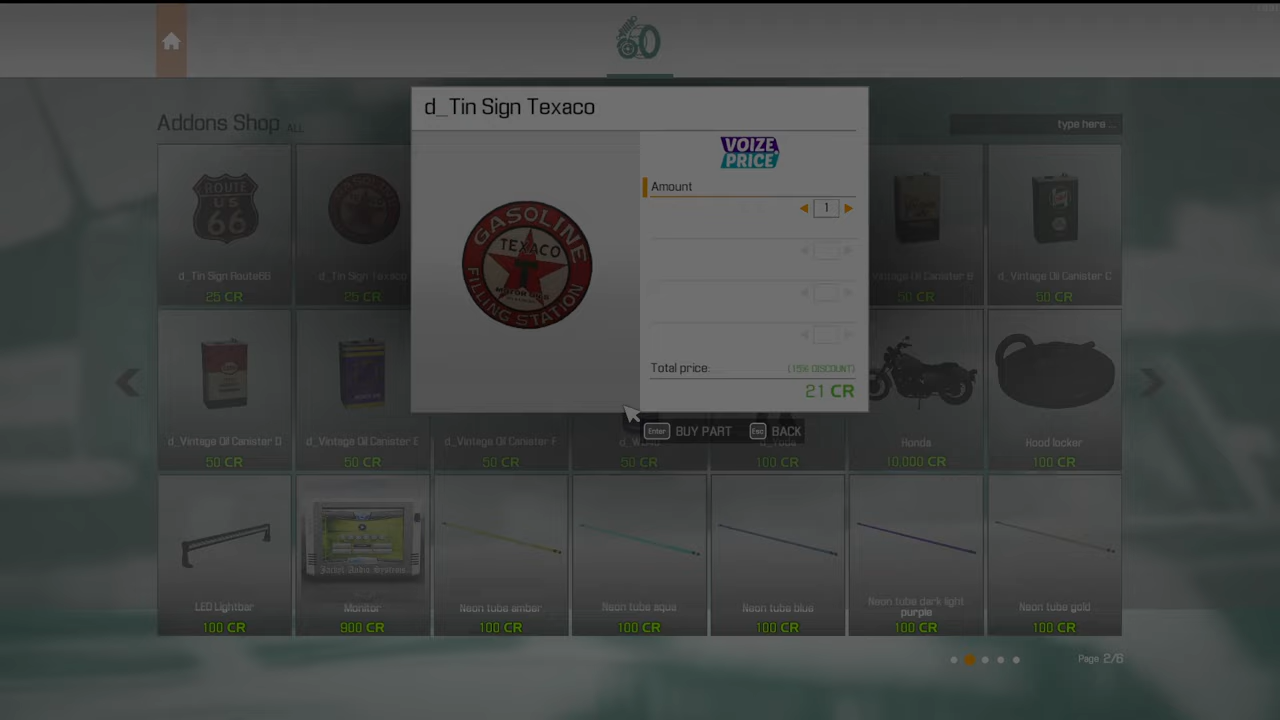 d_Tin Sign Texaco
Addons Shop ALL
type here ...
VOIZE
PRICE
Amount
1
ROUTE
U S
66
GASOLINE
TEXACO
T
FILLING STATION
d_Tin Sign Route66
d_Tin Sign Texaco
d_Vintage Oil Canister C
25 CR
25 CR
50 CR
50 CR
Total price:
(15% DISCOUNT)
21 CR
BUY PART
Enter
BACK
Esc
d_Vintage Oil Canister D
d_Vintage Oil Canister E
d_Vintage Oil Canister F
Honda
Hood locker
50 CR
50 CR
50 CR
50 CR
100 CR
10,000 CR
100 CR
Jacket Audio Systems
LED Lightbar
Monitor
Neon tube amber
Neon tube aqua
Neon tube blue
Neon tube dark light
purple
Neon tube gold
100 CR
900 CR
100 CR
100 CR
100 CR
100 CR
100 CR
Page 2/6